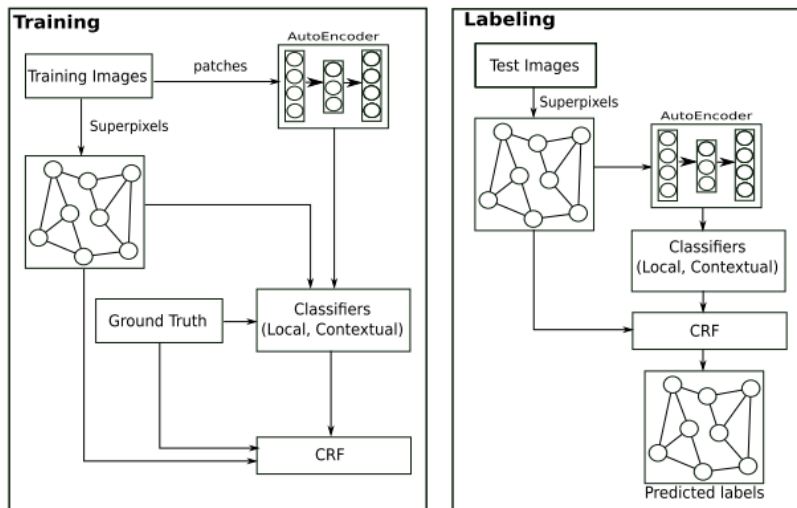 Training
AutoEncoder
Training Images
patches
Superpixels
Ground Truth
Classifiers
(Local, Contextual)
CRF
Labeling
Test Images
Superpixels
AutoEncoder
Classifiers
(Local, Contextual)
CRF
Predicted labels